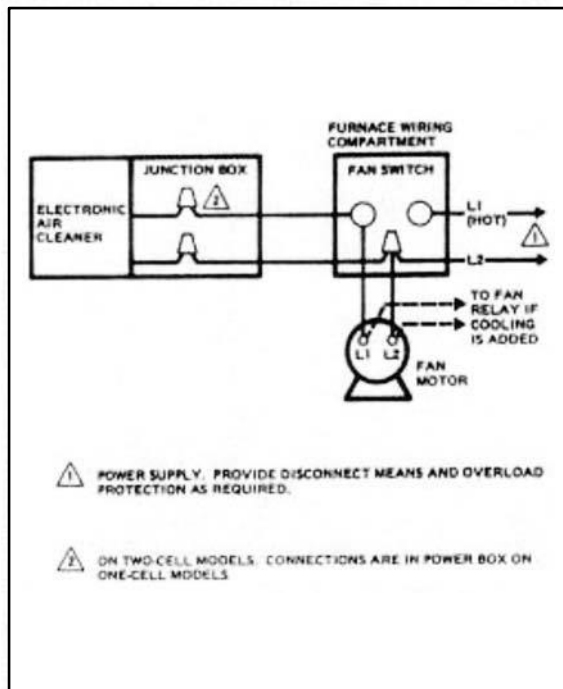 FURNACE WIRING
COMPARTMENT
JUNCTION BOX
FAN SWITCH
2
ELECTRONIC
AIR
CLEANER
L1
(HOT)
1
L2
TO FAN
RELAY IF
COOLING
IS ADDED
L1 L2
FAN
MOTOR
1 POWER SUPPLY. PROVIDE DISCONNECT MEANS AND OVERLOAD
PROTECTION AS REQUIRED.
2 ON TWO-CELL MODELS. CONNECTIONS ARE IN POWER BOX ON
ONE-CELL MODELS